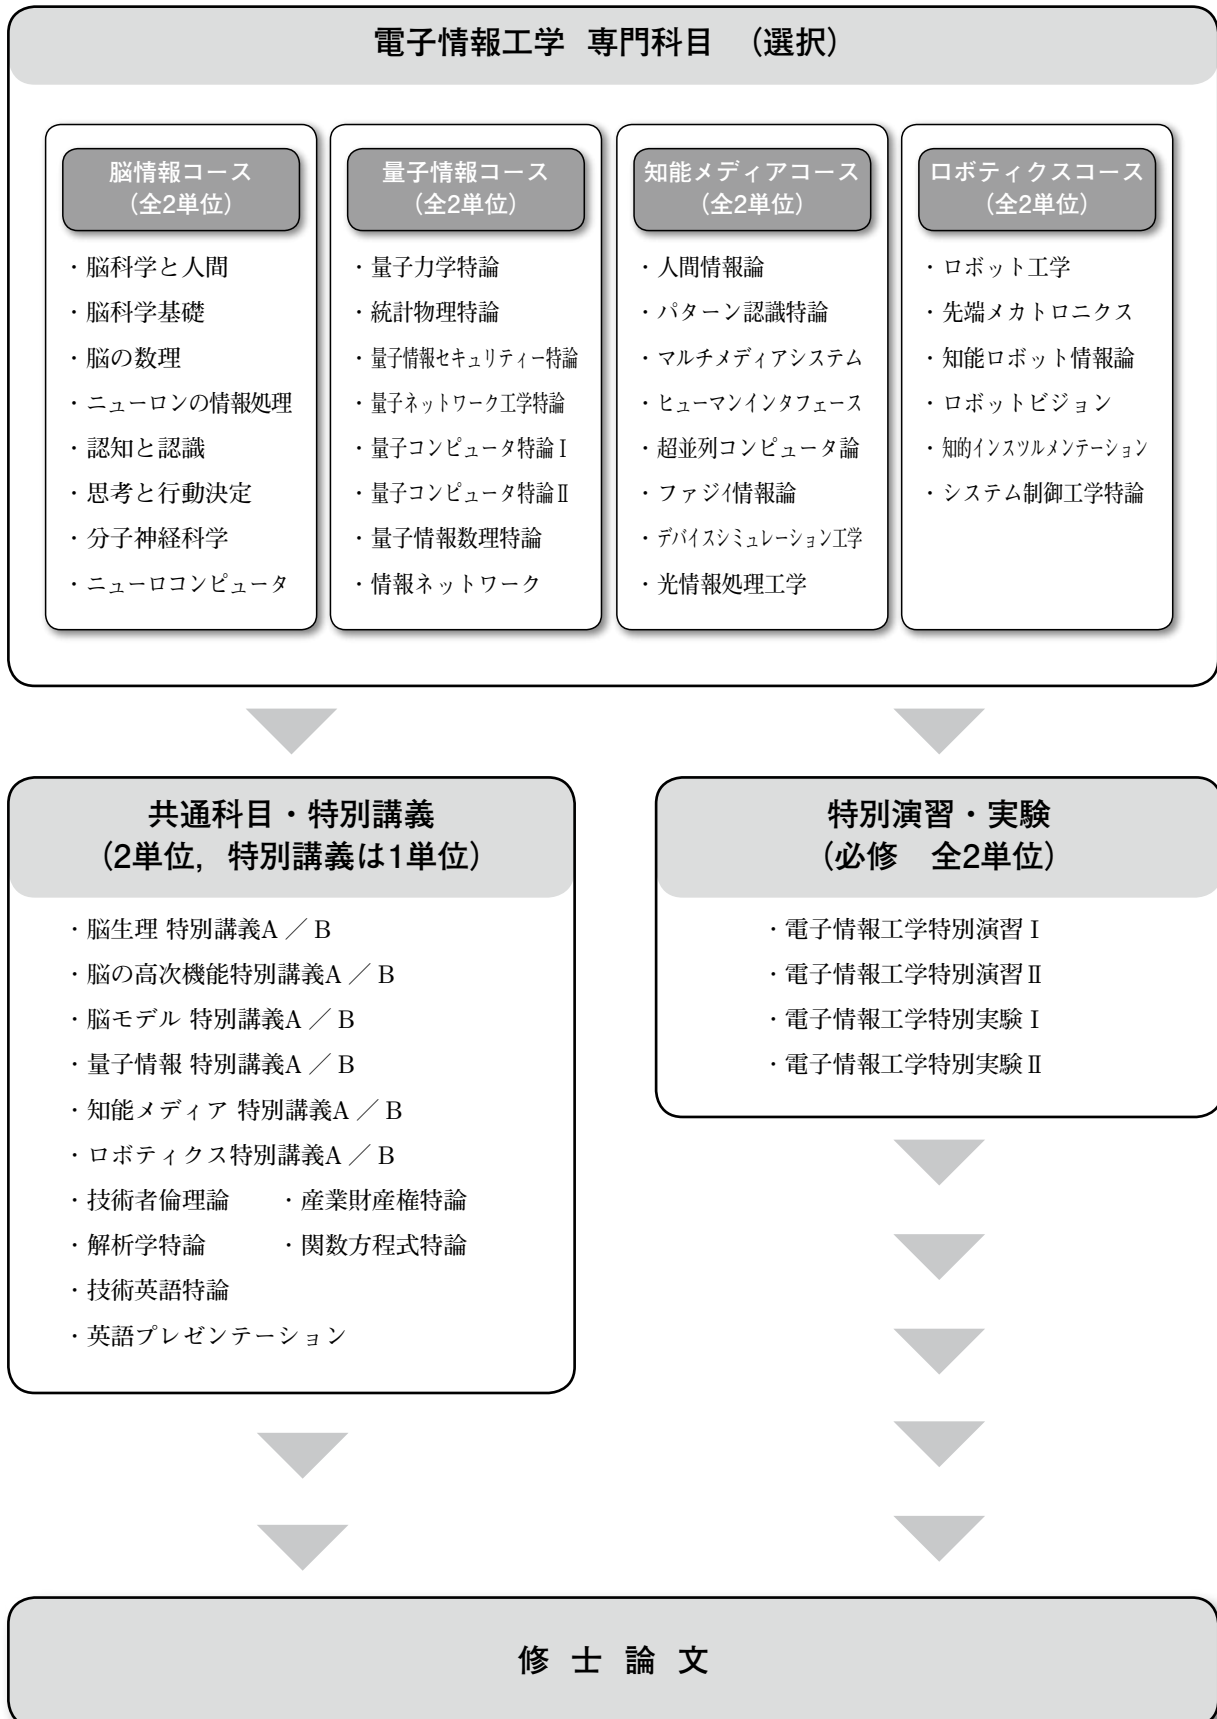 電子情報工学 専門科目 （選択）
脳情報コース
（全2単位）
・脳科学と人間
・脳科学基礎
・脳の数理
・ニューロンの情報処理
・認知と認識
・思考と行動決定
・分子神経科学
・ニューロコンピュータ
量子情報コース
（全2単位）
・量子力学特論
・統計物理特論
・量子情報セキュリティー特論
・量子ネットワーク工学特論
・量子コンピュータ特論Ⅰ
・量子コンピュータ特論Ⅱ
・量子情報数理特論
・情報ネットワーク
知能メディアコース
（全2単位）
・人間情報論
・パターン認識特論
・マルチメディアシステム
・ヒューマンインタフェース
・超並列コンピュータ論
・ファジィ情報論
・デバイスシミュレーション工学
・光情報処理工学
ロボティクスコース
（全2単位）
・ロボット工学
・先端メカトロニクス
・知能ロボット情報論
・ロボットビジョン
・知的インスツルメンテーション
・システム制御工学特論
共通科目・特別講義
（2単位，特別講義は1単位）
・脳生理 特別講義A ／ B
・脳の高次機能特別講義A ／ B
・脳モデル 特別講義A ／ B
・量子情報 特別講義A ／ B
・知能メディア 特別講義A ／ B
・ロボティクス特別講義A ／ B
・技術者倫理論 ・産業財産権特論
・解析学特論 ・関数方程式特論
・技術英語特論
・英語プレゼンテーション
特別演習・実験
（必修 全2単位）
・電子情報工学特別演習Ⅰ
・電子情報工学特別演習Ⅱ
・電子情報工学特別実験Ⅰ
・電子情報工学特別実験Ⅱ
修 士 論 文